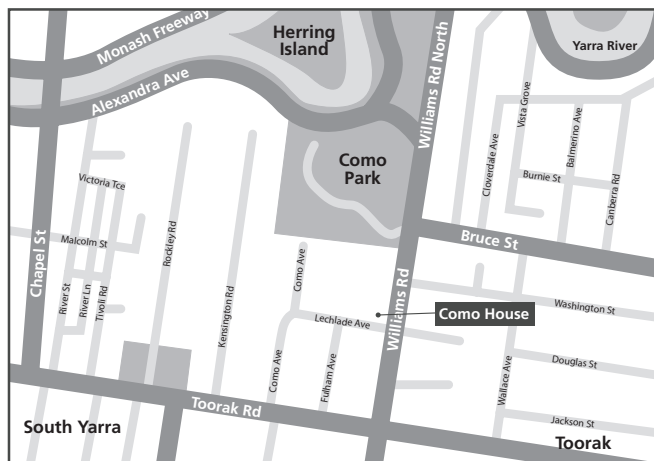 Monash Freeway
Herring
Island
Williams Rd North
Yarra River
Alexandra Ave
Vista Grove
Balmerino Ave
Cloverdale Ave
Como
Park
Burnie St
Canberra Rd
Victoria Tce
Chapel St
Malcolm St
Rockley Rd
Bruce St
Como Ave
River St
River Ln
Tivoli Rd
Kensington Rd
Williams Rd
Washington St
Como House
Lechlade Ave
Como Ave
Fulham Ave
Wallace Ave
Douglas St
Toorak Rd
Jackson St
South Yarra
Toorak